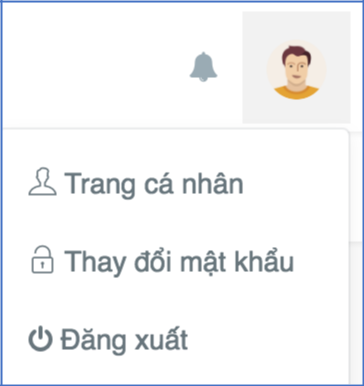 Trang cá nhân
Thay đổi mật khẩu
Đăng xuất